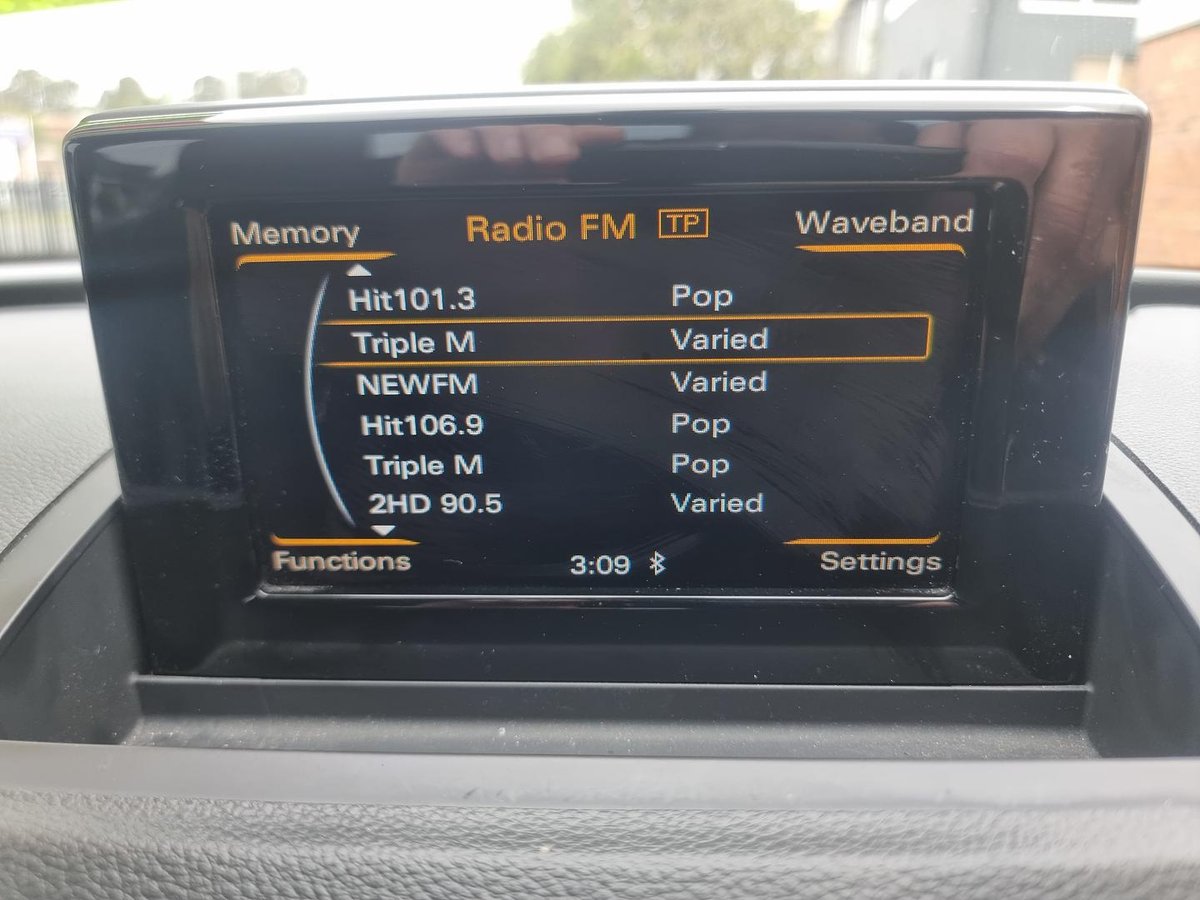 Memory Radio FM TP Waveband
Hit101.3 Pop
Triple M Varied
NEWFM Varied
Hit106.9 Pop
Triple M Pop
2HD 90.5 Varied
Functions 3:09 Settings